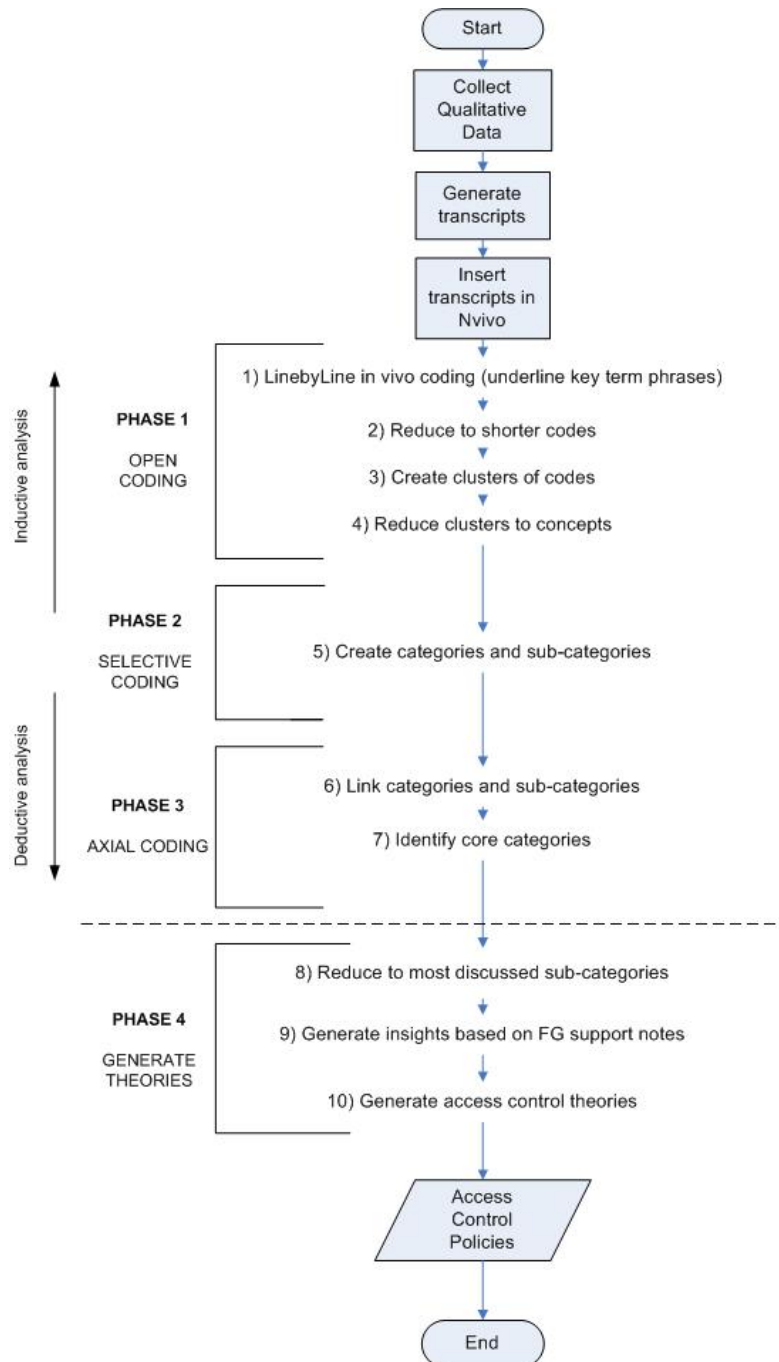 Start
Collect
Qualitative
Data
Generate
transcripts
Insert
transcripts in
Nvivo
Inductive analysis
PHASE 1
OPEN
CODING
1) LinebyLine in vivo coding (underline key term phrases)
2) Reduce to shorter codes
3) Create clusters of codes
4) Reduce clusters to concepts
PHASE 2
SELECTIVE
CODING
5) Create categories and sub-categories
Deductive analysis
PHASE 3
AXIAL CODING
6) Link categories and sub-categories
7) Identify core categories
PHASE 4
GENERATE
THEORIES
8) Reduce to most discussed sub-categories
9) Generate insights based on FG support notes
10) Generate access control theories
Access
Control
Policies
End